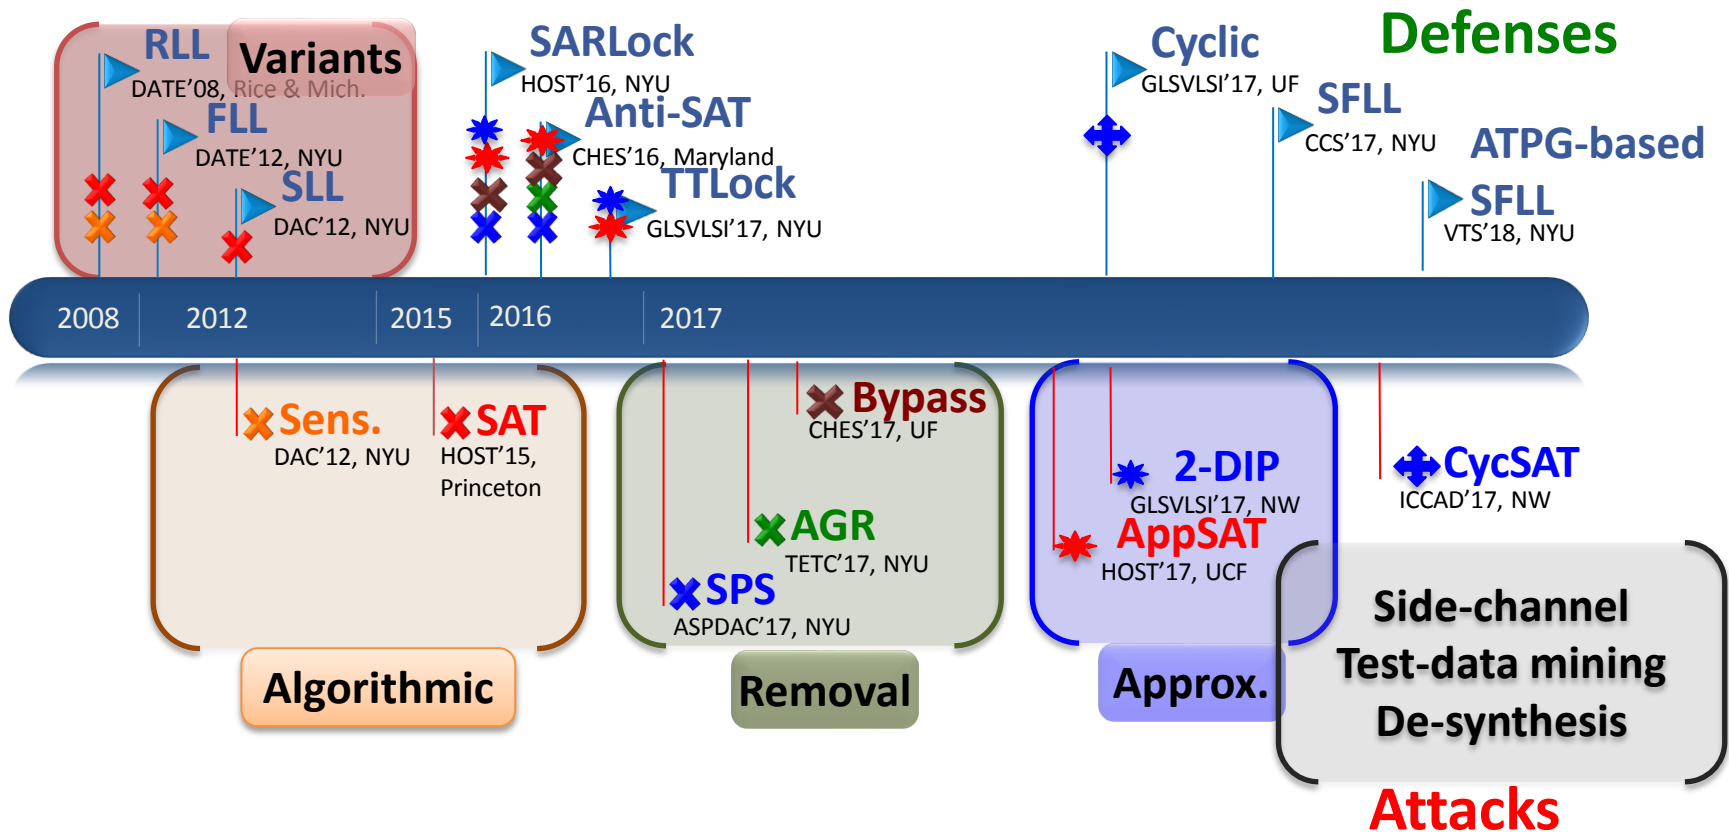 Defenses
RLL
Variants
DATE'08, Rice & Mich.
FLL
DATE'12, NYU
SLL
DAC'12, NYU
SARLock
HOST'16, NYU
Anti-SAT
CHES'16, Maryland
TTLock
GLSVLSI'17, NYU
Cyclic
GLSVLSI'17, UF
SFLL
CCS'17, NYU
ATPG-based
SFLL
VTS'18, NYU
2008
2012
2015
2016
2017
Sens.
DAC'12, NYU
SAT
HOST'15,
Princeton
Algorithmic
Bypass
CHES'17, UF
AGR
TETC'17, NYU
SPS
ASPDAC'17, NYU
Removal
2-DIP
GLSVLSI'17, NW
AppSAT
HOST'17, UCF
Approx.
CycSAT
ICCAD'17, NW
Side-channel
Test-data mining
De-synthesis
Attacks